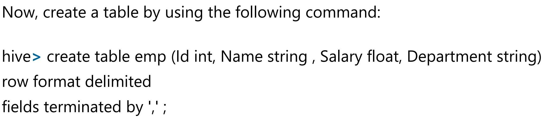 Now, create a table by using the following command:
hive> create table emp (Id int, Name string , Salary float, Department string)
row format delimited
fields terminated by ',' ;